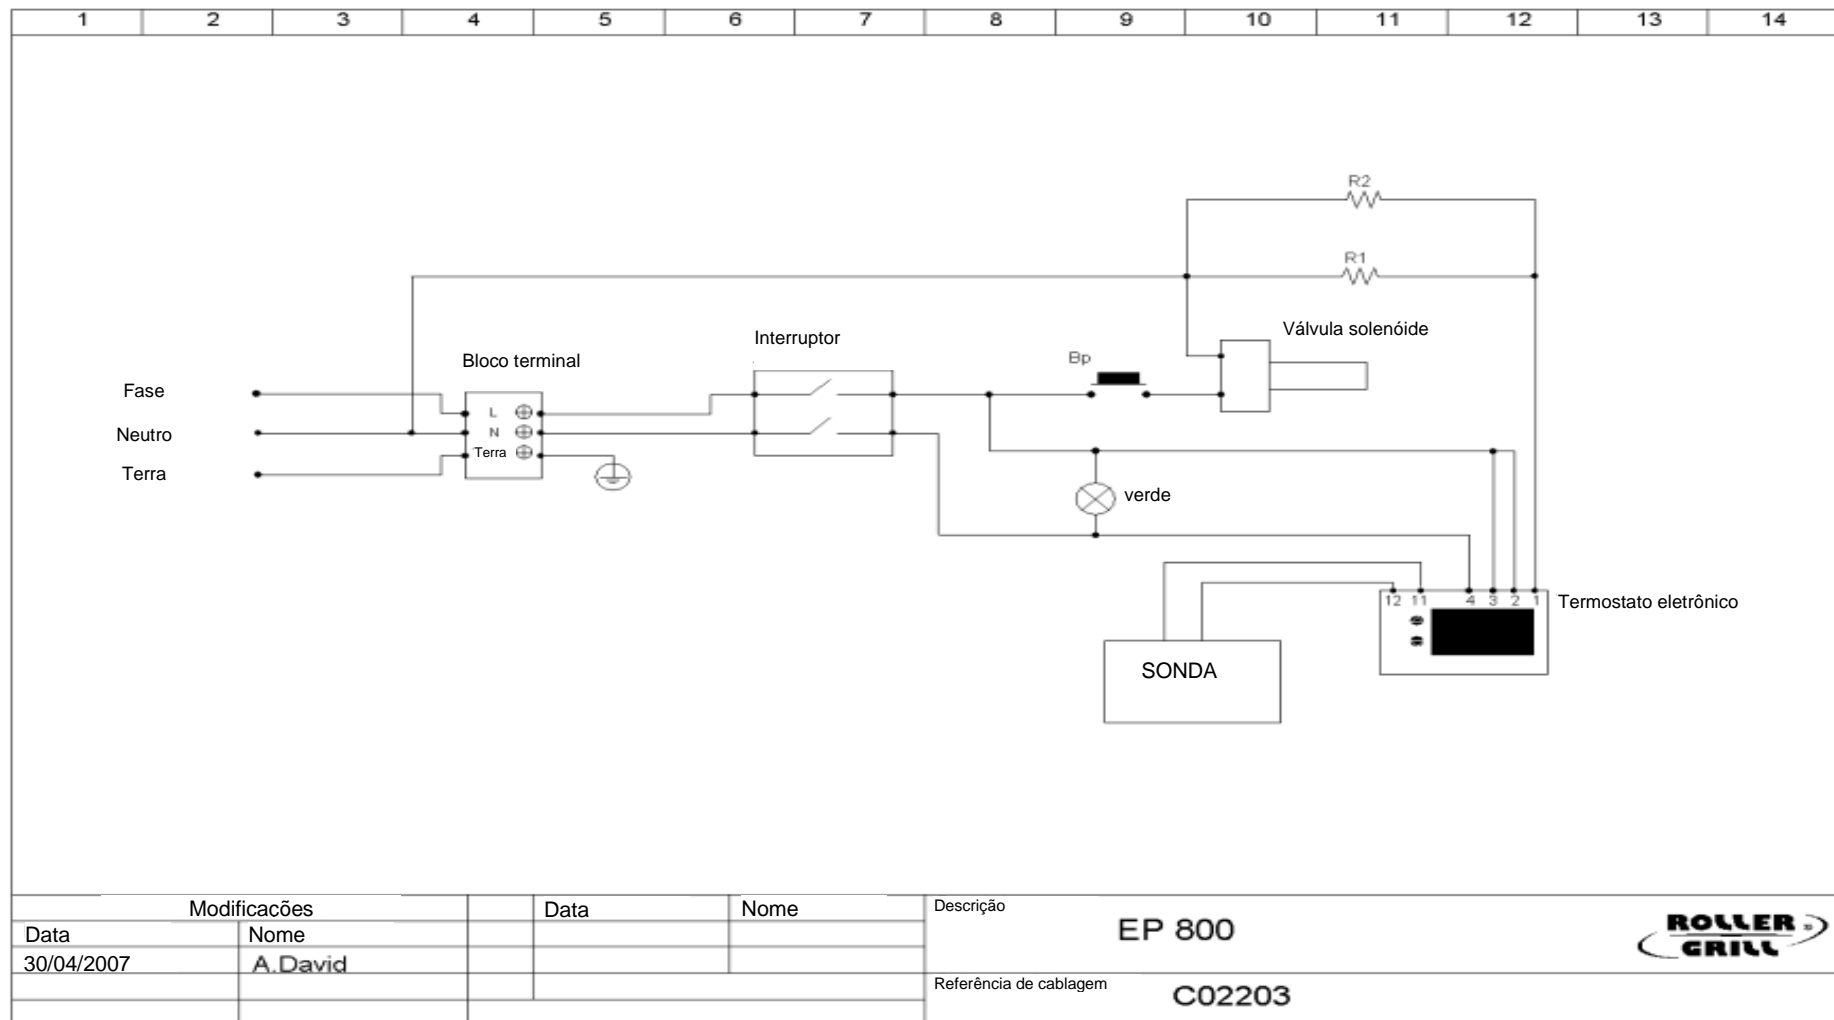 1 2 3 4 5 6 7 8 9 10 11 12 13 14
R2
R1
Válvula solenóide
Interruptor
Bp
Bloco terminal
Fase
L
Neutro
N
Terra
Terra
verde
12 11 4 3 2 1
Termostato eletrônico
SONDA
Modificacões Data Nome
Descrição
EP 800
ROLLER
GRILL
Data Nome
30/04/2007 A.David
Referência de cablagem
C02203